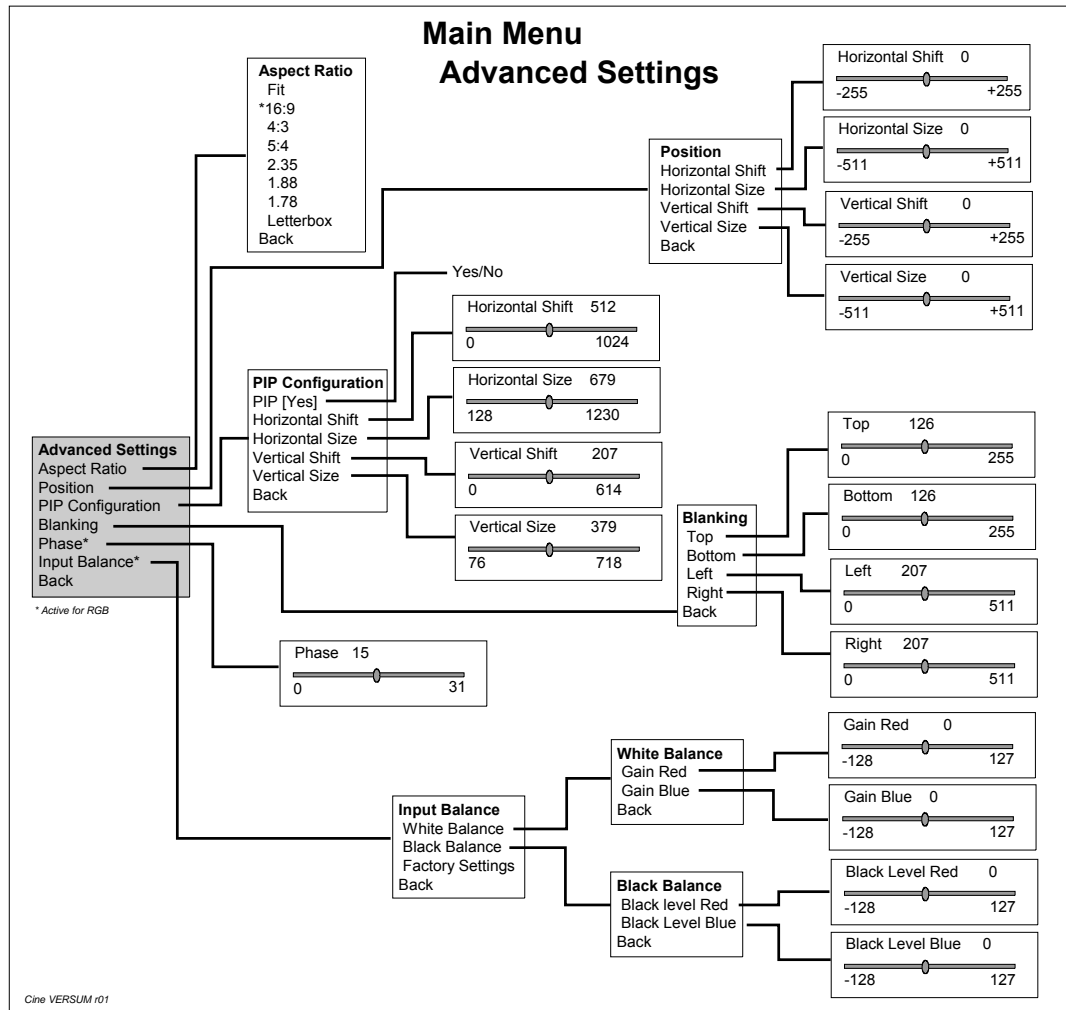 Main Menu
Advanced Settings
Aspect Ratio
Fit
*16:9
4:3
5:4
2.35
1.88
1.78
Letterbox
Back
Position
Horizontal Shift
Horizontal Size
Vertical Shift
Vertical Size
Back
Horizontal Shift 0
-255 +255
Horizontal Size 0
-511 +511
Vertical Shift 0
-255 +255
Vertical Size 0
-511 +511
Yes/No
Horizontal Shift 512
0 1024
Horizontal Size 679
128 1230
Vertical Shift 207
0 614
Vertical Size 379
76 718
PIP Configuration
PIP [Yes]
Horizontal Shift
Horizontal Size
Vertical Shift
Vertical Size
Back
Advanced Settings
Aspect Ratio
Position
PIP Configuration
Blanking
Phase*
Input Balance*
Back
* Active for RGB
Blanking
Top
Bottom
Left
Right
Back
Top 126
0 255
Bottom 126
0 255
Left 207
0 511
Right 207
0 511
Phase 15
0 31
Input Balance
White Balance
Black Balance
Factory Settings
Back
White Balance
Gain Red
Gain Blue
Back
Gain Red 0
-128 127
Gain Blue 0
-128 127
Black Balance
Black level Red
Black Level Blue
Back
Black Level Red 0
-128 127
Black Level Blue 0
-128 127
Cine VERSUM r01